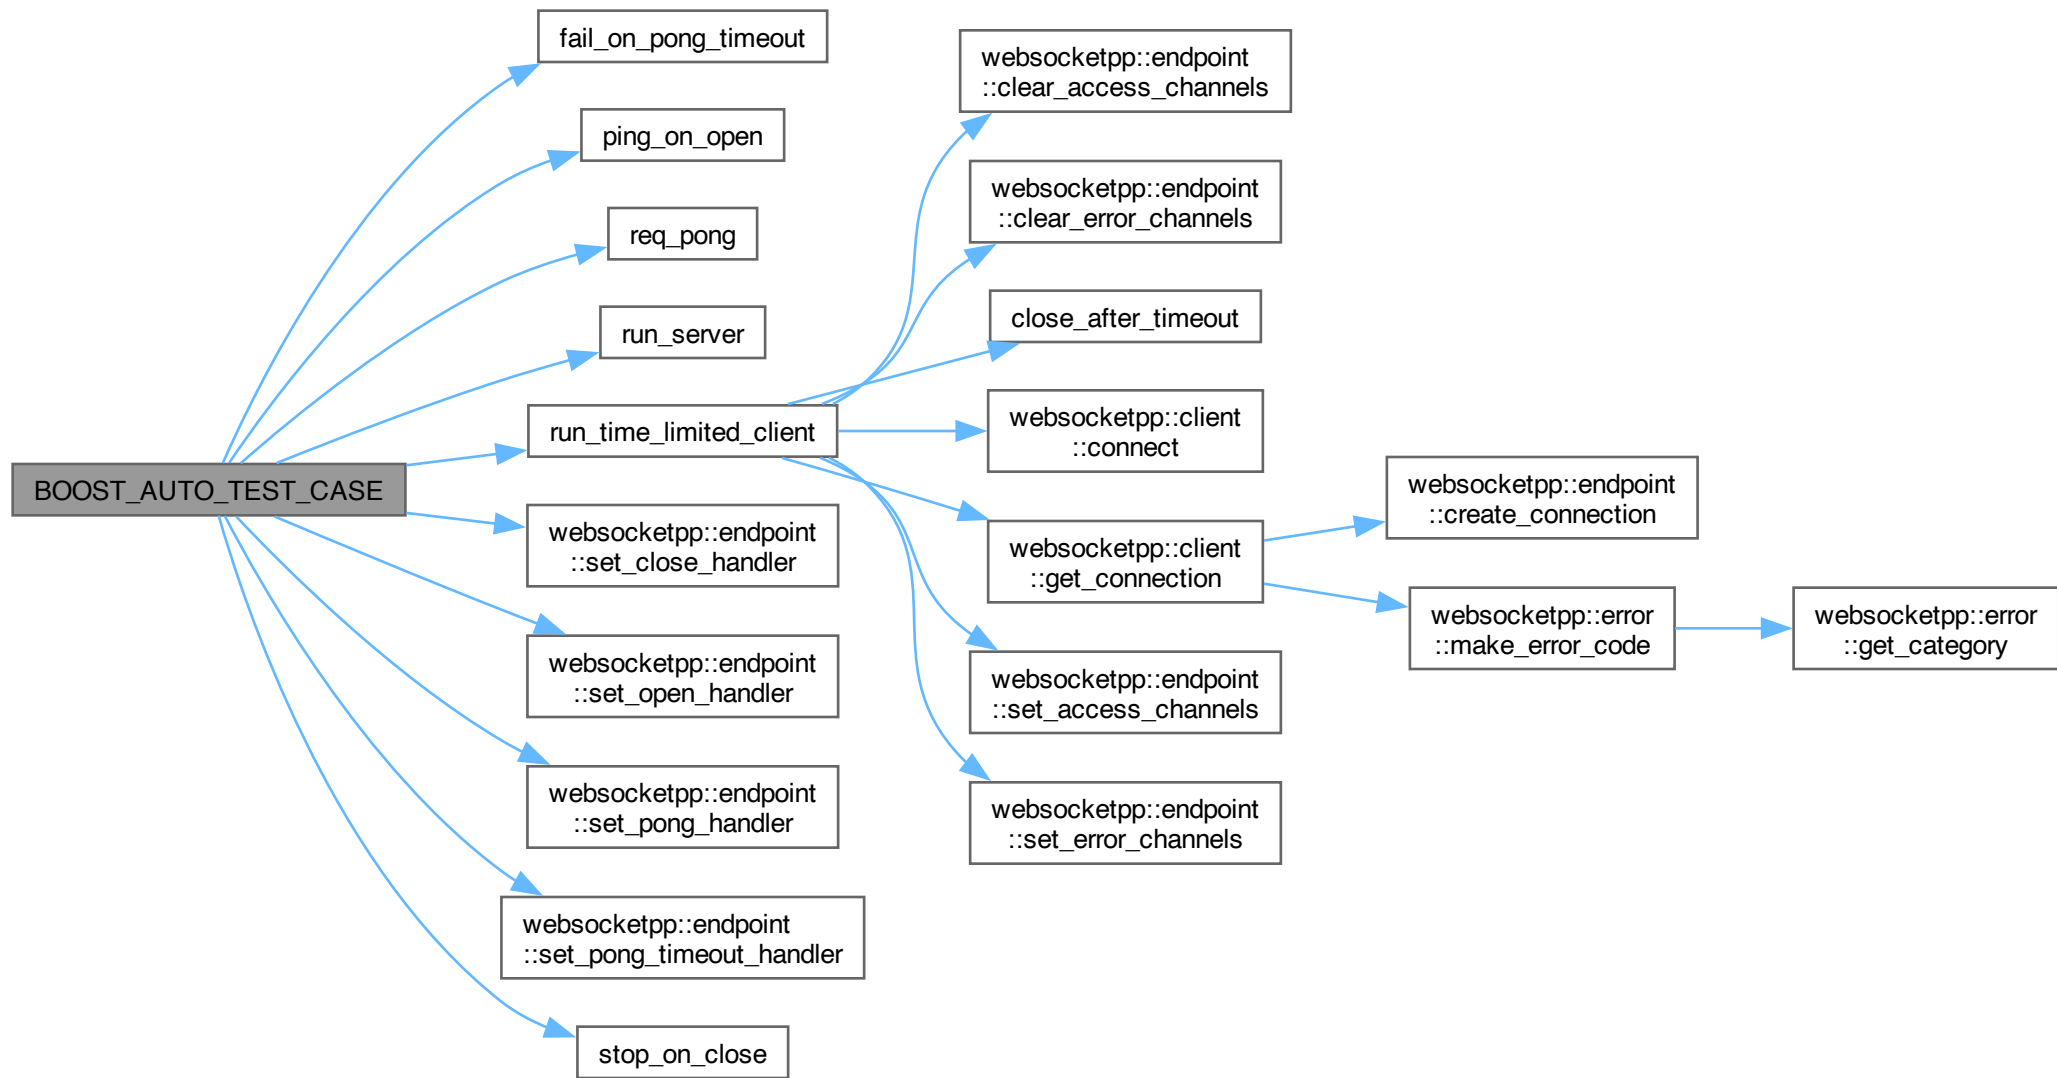 BOOST_AUTO_TEST_CASE
fail_on_pong_timeout
ping_on_open
req_pong
run_server
run_time_limited_client
websocketpp::endpoint
::set_close_handler
websocketpp::endpoint
::set_open_handler
websocketpp::endpoint
::set_pong_handler
websocketpp::endpoint
::set_pong_timeout_handler
stop_on_close
websocketpp::endpoint
::clear_access_channels
websocketpp::endpoint
::clear_error_channels
close_after_timeout
websocketpp::client
::connect
websocketpp::client
::get_connection
websocketpp::endpoint
::set_access_channels
websocketpp::endpoint
::set_error_channels
websocketpp::endpoint
::create_connection
websocketpp::error
::make_error_code
websocketpp::error
::get_category